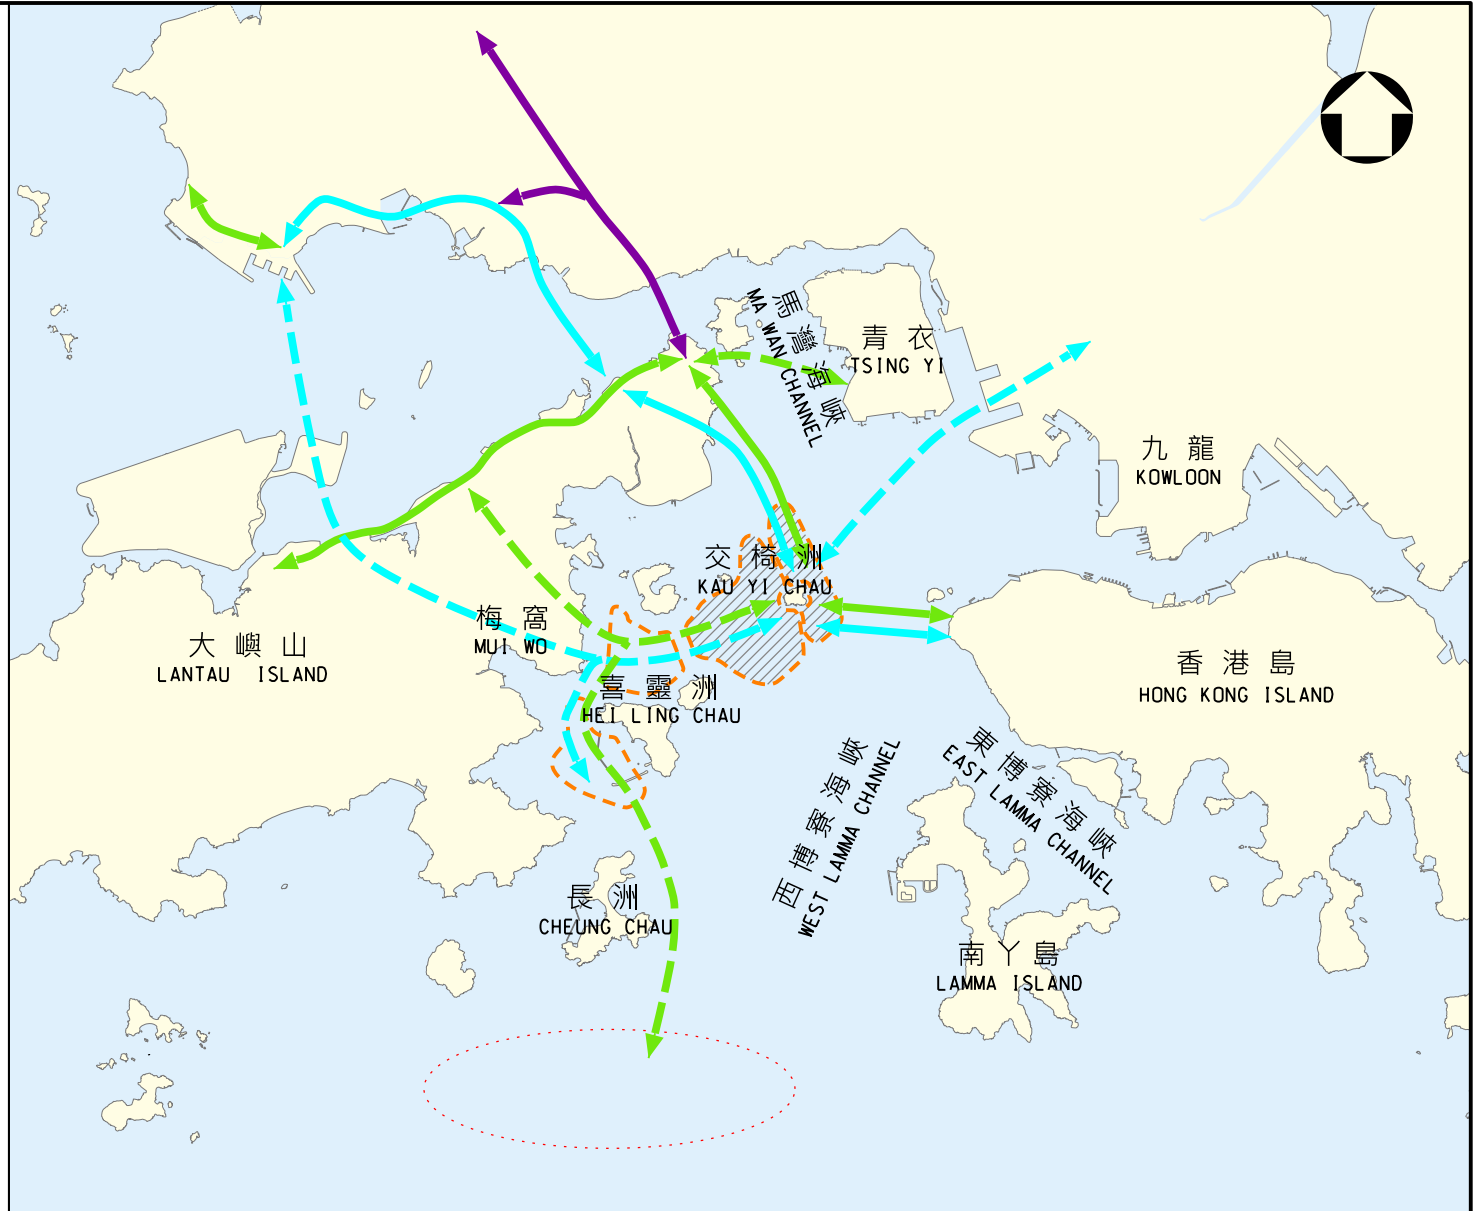 馬灣海峽
MA WAN CHANNEL
青衣
TSING YI
九龍
KOWLOON
交椅洲
KAU YI CHAU
梅窩
MUI WO
大嶼山
LANTAU ISLAND
喜靈洲
HEI LING CHAU
香港島
HONG KONG ISLAND
西博寮海峽
WEST LAMMA CHANNEL
東博寮海峽
EAST LAMMA CHANNEL
長洲
CHEUNG CHAU
南丫島
LAMMA ISLAND